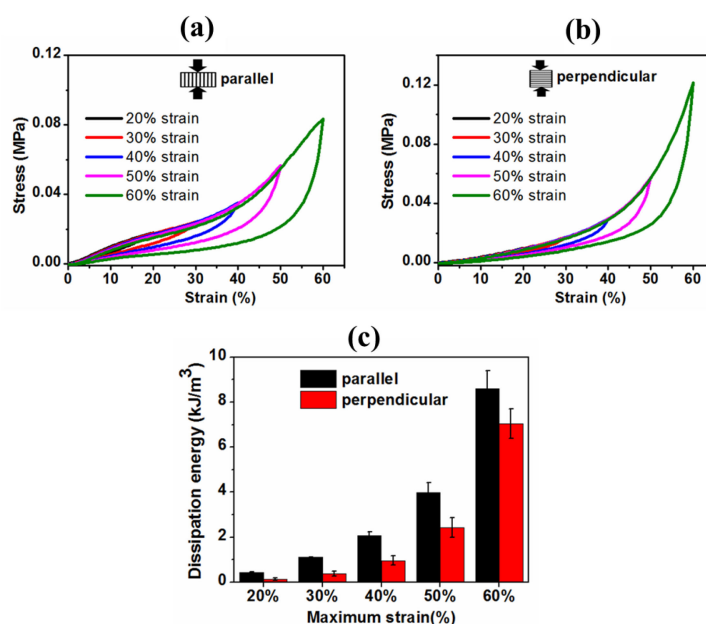 (a)
(b)
0.12
0.08
0.04
0.00
Stress (MPa)
parallel
20% strain
30% strain
40% strain
50% strain
60% strain
0 10 20 30 40 50 60
Strain (%)
0.12
0.08
0.04
0.00
Stress (MPa)
perpendicular
20% strain
30% strain
40% strain
50% strain
60% strain
0 10 20 30 40 50 60
Strain (%)
(c)
10
8
6
4
2
0
Dissipation energy (kJ/m³)
parallel
perpendicular
20% 30% 40% 50% 60%
Maximum strain(%)